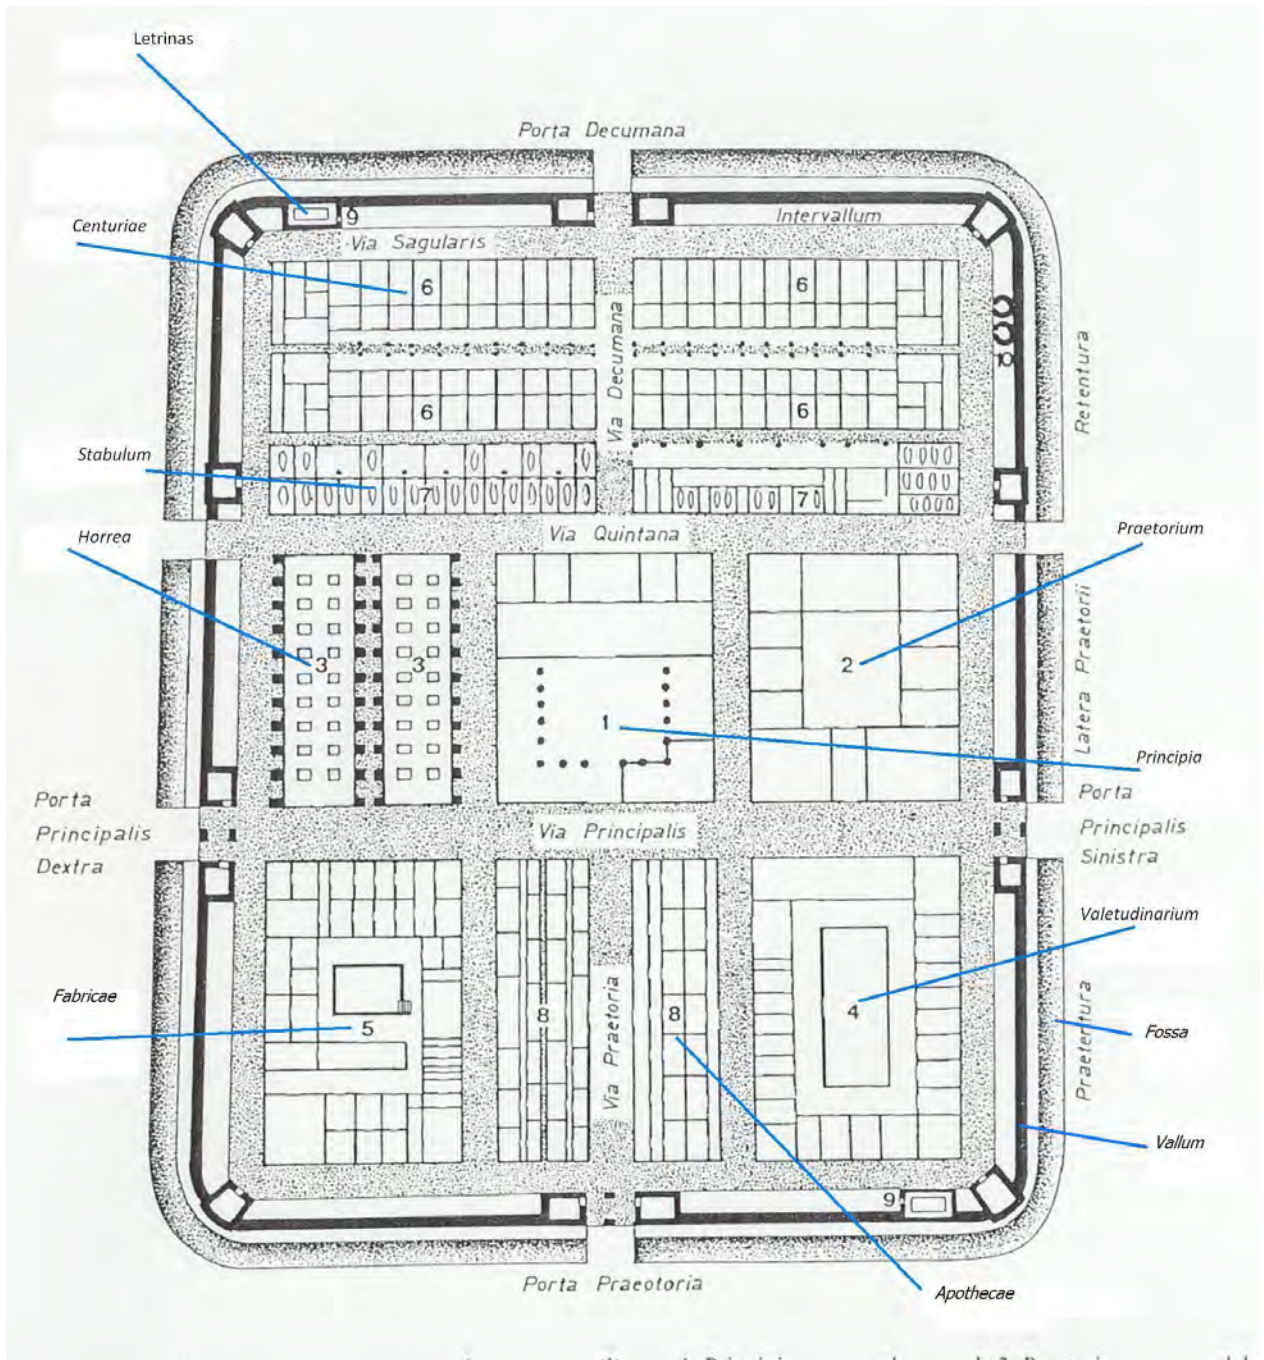 Letrinas
Porta Decumana
9
Intervallum
Centuriae
Via Sagularis
6
6
10
Via Decumana
Retentura
6
6
Stabulum
7
7
Via Quintana
Horrea
Praetorium
3
3
1
2
Latera Praetorii
Principia
Porta
Principalis
Dextra
Via Principalis
Porta
Principalis
Sinistra
Valetudinarium
Fabricae
5
8
Via Praetoria
8
4
Praetentura
Fossa
Vallum
9
Porta Praeotoria
Apothecae